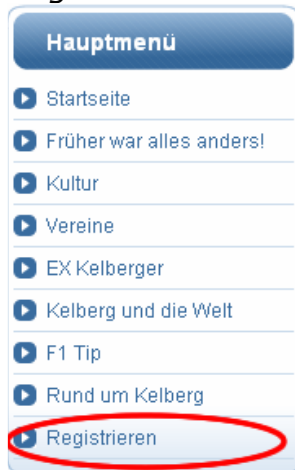 Hauptmenü
Startseite
Früher war alles anders!
Kultur
Vereine
EX Kelberger
Kelberg und die Welt
F1 Tip
Rund um Kelberg
Registrieren